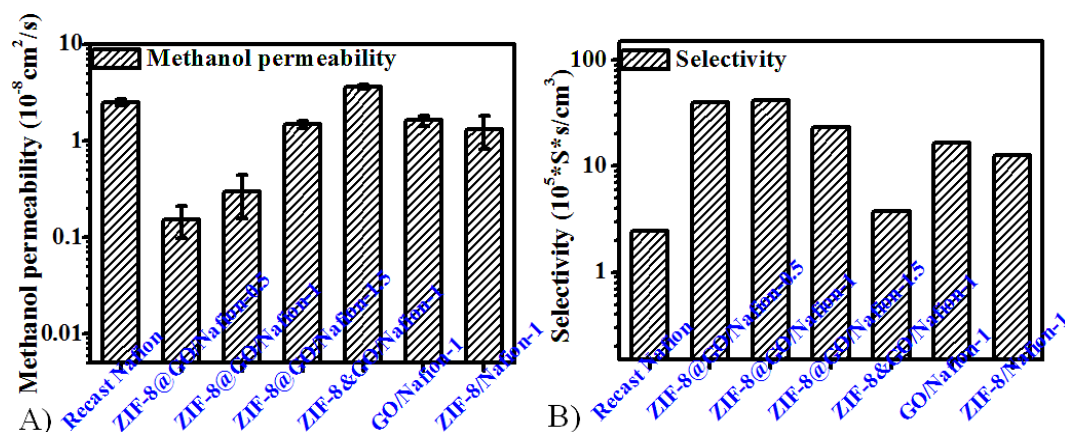 Methanol permeability (10⁻⁸ cm²/s)
10
1
0.1
0.01
Methanol permeability
Recast Nafion
ZIF-8@GO/Nafion-0.5
ZIF-8@GO/Nafion-1
ZIF-8@GO/Nafion-1.5
ZIF-8&GO/Nafion-1
GO/Nafion-1
ZIF-8/Nafion-1
A)
Selectivity (10⁵*S*s/cm³)
100
10
1
Selectivity
Recast Nafion
ZIF-8@GO/Nafion-0.5
ZIF-8@GO/Nafion-1
ZIF-8@GO/Nafion-1.5
ZIF-8&GO/Nafion-1
GO/Nafion-1
ZIF-8/Nafion-1
B)